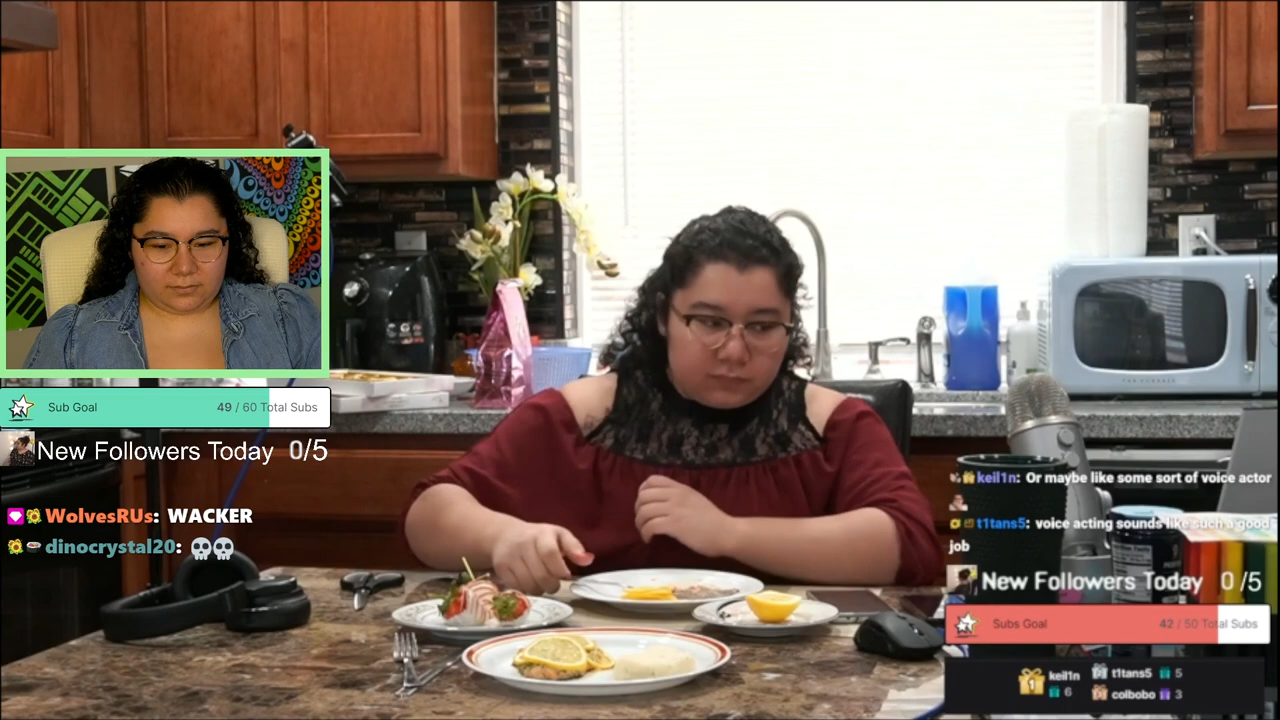 Sub Goal
49 / 60 Total Subs
New Followers Today 0/5
WolvesRUs: WACKER
dinocrystal20: 💀💀
keil1n: Or maybe like some sort of voice actor
t1tans5: voice acting sounds like such a good
job
New Followers Today 0 /5
Subs Goal
42 / 50 Total Subs
1 keil1n
6
t1tans5 5
colbobo 3